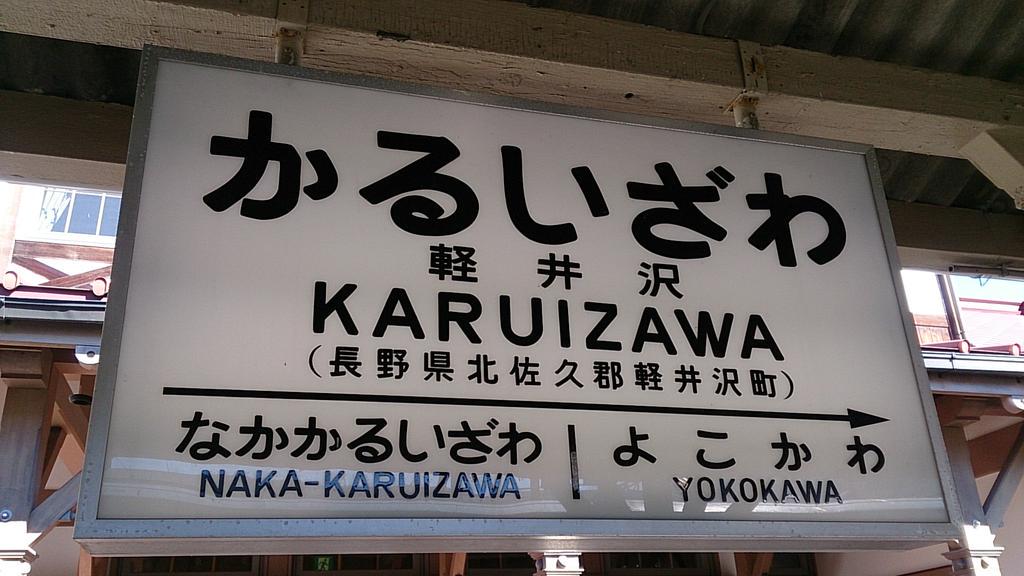 かるいざわ
軽井沢
KARUIZAWA
(長野県北佐久郡軽井沢町)
なかかるいざわ よこかわ
NAKA-KARUIZAWA YOKOKAWA